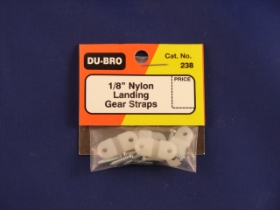 DU-BRO
Cat. No.
238
PRICE
1/8" Nylon
Landing
Gear Straps